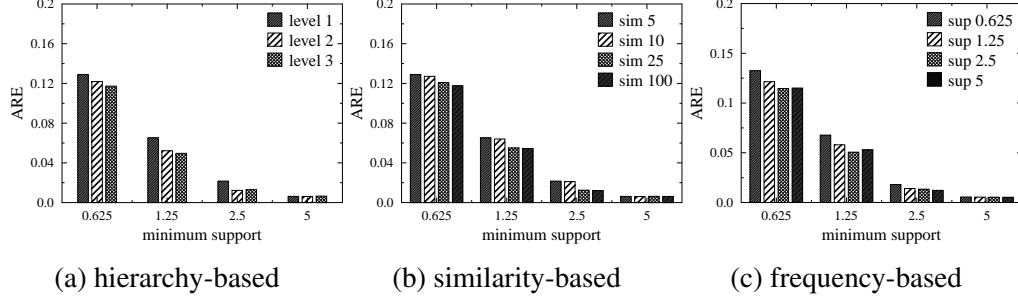 0.2
0.16
0.12
0.08
0.04
0.0
ARE
level 1
level 2
level 3
0.625 1.25 2.5 5
minimum support
(a) hierarchy-based
0.2
0.16
0.12
0.08
0.04
0.0
ARE
sim 5
sim 10
sim 25
sim 100
0.625 1.25 2.5 5
minimum support
(b) similarity-based
0.2
0.15
0.1
0.05
0.0
ARE
sup 0.625
sup 1.25
sup 2.5
sup 5
0.625 1.25 2.5 5
minimum support
(c) frequency-based